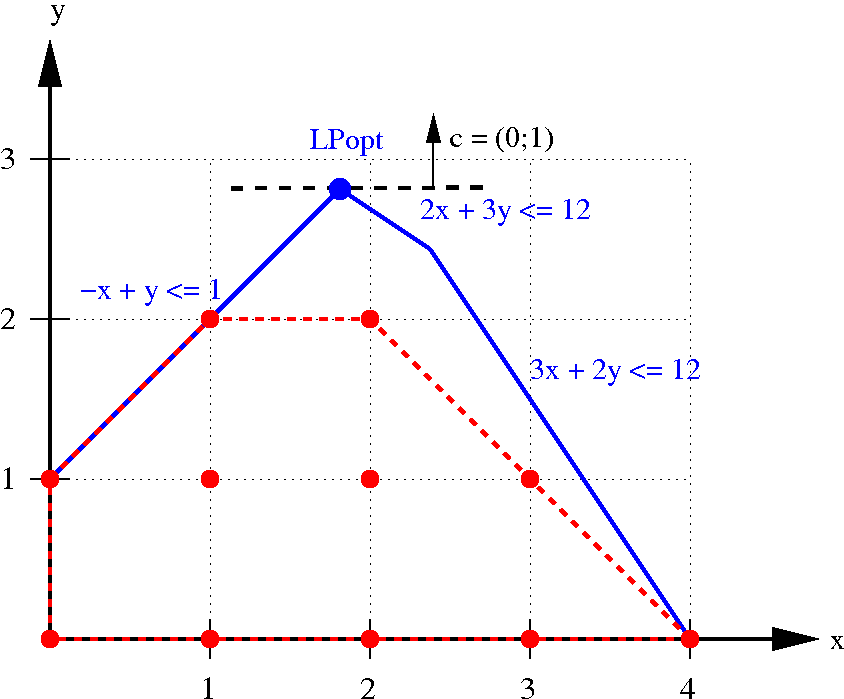 y
LPopt
c = (0;1)
3
2x + 3y <= 12
−x + y <= 1
2
3x + 2y <= 12
1
x
1
2
3
4